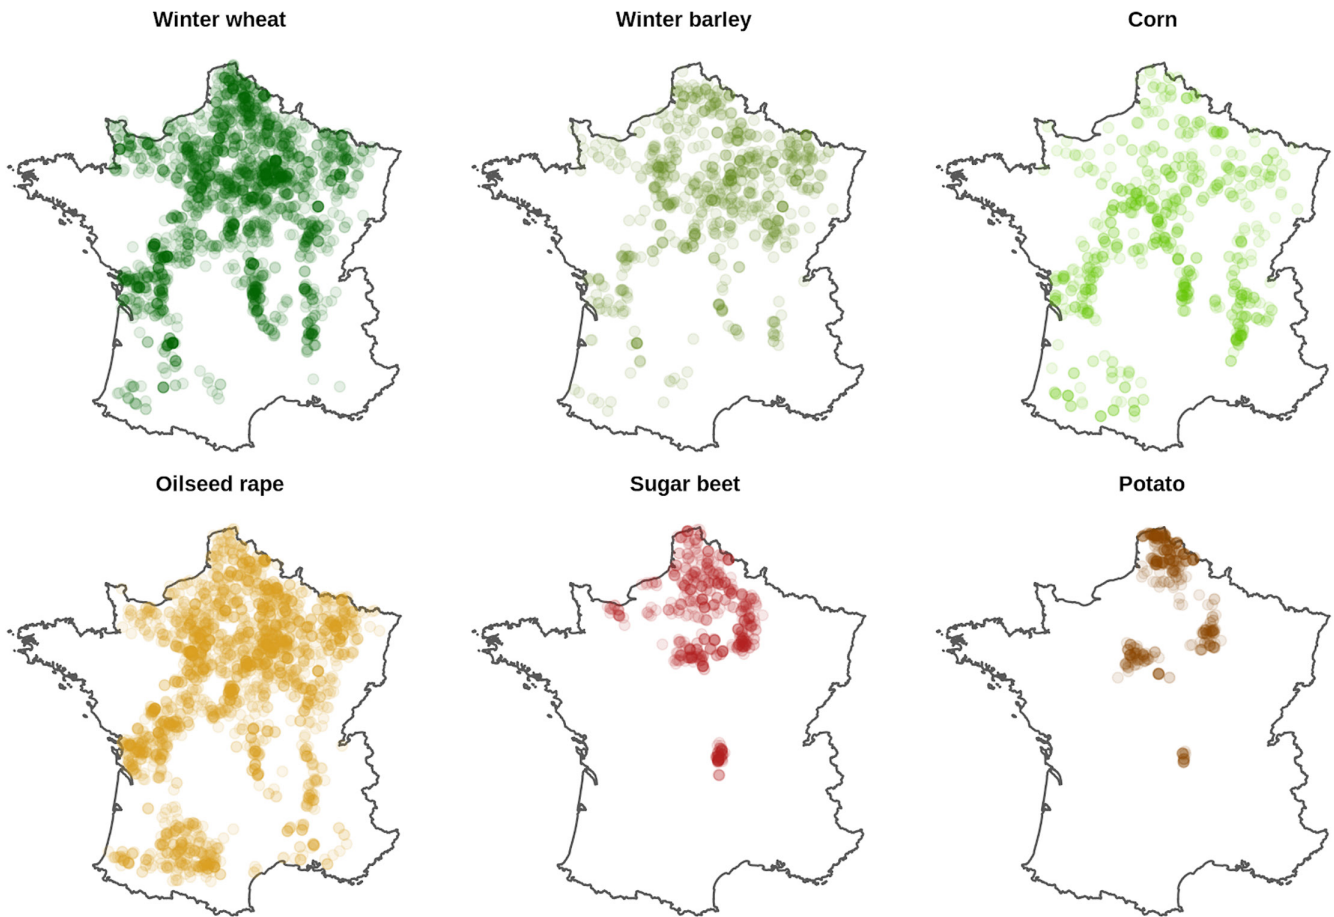 Winter wheat
Winter barley
Corn
Oilseed rape
Sugar beet
Potato